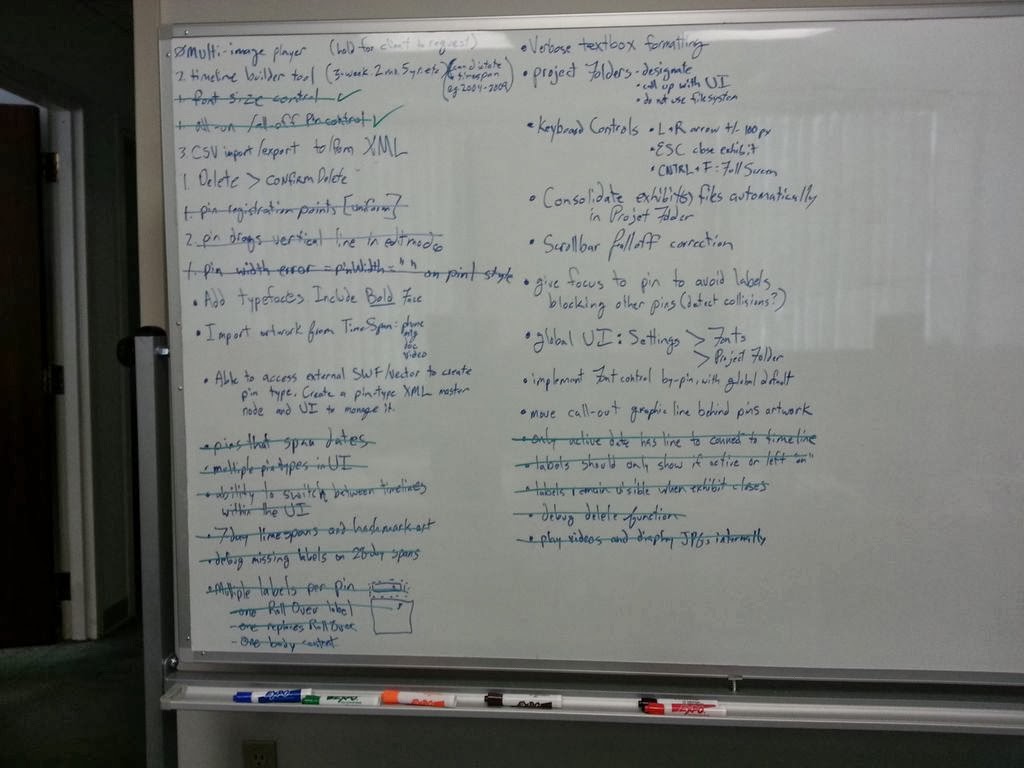 Ø multi-image player (hold for client to request)
2. timeline builder tool (3-week. 2 mo. 5 yr. etc) (can dictate
timespan
eg. 2004-2009)
1. font size control ✓
1. all-on /all off Pin control ✓
3. CSV import/export to/from XML
1. Delete > Confirm Delete
1. pin registration points [uniform]
2. pin drags vertical line in edit mode
1. pin width error = pinWidth = " " on pin1 style
• Add typefaces Include Bold Face
• Import artwork from TimeSpan: phone
mtg
doc
video
• Able to access external SWF/vector to create
pin type. Create a pin-type XML master
node and UI to manage it.
• pins that span dates
• multiple pin types in UI
• ability to switch between timelines
within the UI
• 7 day timespans and hashmark art
• debug missing labels on 28 day spans
• Multiple labels per pin
- one Roll Over label
- one replaces Roll Over
- One body content
• Verbose textbox formatting
• project Folders - designate
• call up with UI
• do not use filesystem
• Keyboard Controls • L+R arrow +/- 100 px
• ESC close exhibit
• CNTRL + F: Full Screen
• Consolidate exhibit(s) files automatically
in Projet Folder
• Scrollbar falloff correction
• give focus to pin to avoid labels
blocking other pins (detect collisions?)
• global UI: Settings > Fonts
> Project Folder
• implement Font control by-pin, with global default
• move call-out graphic line behind pins artwork
• only active date has line to connect to timeline
• labels should only show if active or left "on"
• labels remain visible when exhibit closes
• debug delete function
• play videos and display JPGs internally
EXPO
EXPO
EXPO
EXPO